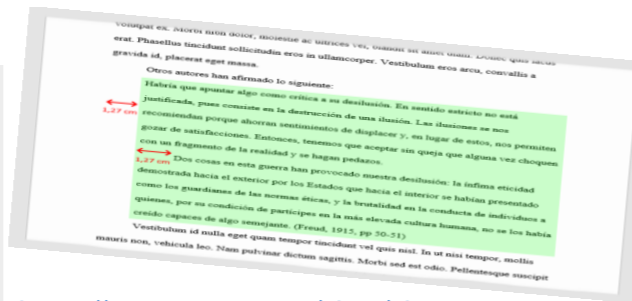 volutpat ex. Morbi nibh dolor, molestie ac ultrices vel, blandit sit amet diam. Donec quis lacus
erat. Phasellus tincidunt sollicitudin eros in ullamcorper. Vestibulum eros arcu, convallis a
gravida id, placerat eget massa.
Otros autores han afirmado lo siguiente:
Habría que apuntar algo como crítica a su desilusión. En sentido estricto no está
justificada, pues consiste en la destrucción de una ilusión. Las ilusiones se nos
1,27 cm recomiendan porque ahorran sentimientos de displacer y, en lugar de estos, nos permiten
gozar de satisfacciones. Entonces, tenemos que aceptar sin queja que alguna vez choquen
con un fragmento de la realidad y se hagan pedazos.
1,27 cm Dos cosas en esta guerra han provocado nuestra desilusión: la ínfima eticidad
demostrada hacia el exterior por los Estados que hacia el interior se habían presentado
como los guardianes de las normas éticas, y la brutalidad en la conducta de individuos a
quienes, por su condición de partícipes en la más elevada cultura humana, no se los había
creído capaces de algo semejante. (Freud, 1915, pp 50-51)
Vestibulum id nulla eget quam tempor tincidunt vel quis nisl. In ut nisi tempor, mollis
mauris non, vehicula leo. Nam pulvinar dictum sagittis. Morbi sed est odio. Pellentesque suscipit